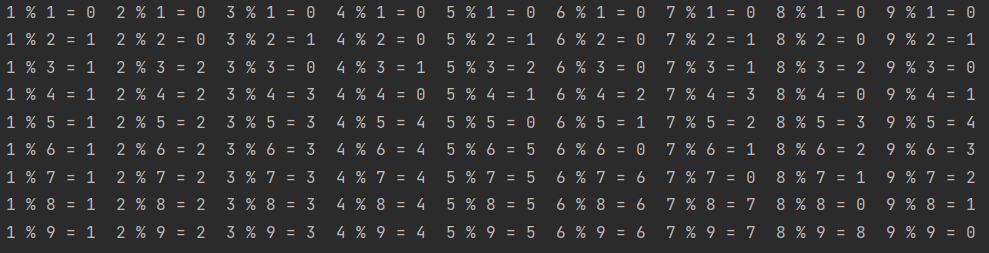 1 % 1 = 0  2 % 1 = 0  3 % 1 = 0  4 % 1 = 0  5 % 1 = 0  6 % 1 = 0  7 % 1 = 0  8 % 1 = 0  9 % 1 = 0
1 % 2 = 1  2 % 2 = 0  3 % 2 = 1  4 % 2 = 0  5 % 2 = 1  6 % 2 = 0  7 % 2 = 1  8 % 2 = 0  9 % 2 = 1
1 % 3 = 1  2 % 3 = 2  3 % 3 = 0  4 % 3 = 1  5 % 3 = 2  6 % 3 = 0  7 % 3 = 1  8 % 3 = 2  9 % 3 = 0
1 % 4 = 1  2 % 4 = 2  3 % 4 = 3  4 % 4 = 0  5 % 4 = 1  6 % 4 = 2  7 % 4 = 3  8 % 4 = 0  9 % 4 = 1
1 % 5 = 1  2 % 5 = 2  3 % 5 = 3  4 % 5 = 4  5 % 5 = 0  6 % 5 = 1  7 % 5 = 2  8 % 5 = 3  9 % 5 = 4
1 % 6 = 1  2 % 6 = 2  3 % 6 = 3  4 % 6 = 4  5 % 6 = 5  6 % 6 = 0  7 % 6 = 1  8 % 6 = 2  9 % 6 = 3
1 % 7 = 1  2 % 7 = 2  3 % 7 = 3  4 % 7 = 4  5 % 7 = 5  6 % 7 = 6  7 % 7 = 0  8 % 7 = 1  9 % 7 = 2
1 % 8 = 1  2 % 8 = 2  3 % 8 = 3  4 % 8 = 4  5 % 8 = 5  6 % 8 = 6  7 % 8 = 7  8 % 8 = 0  9 % 8 = 1
1 % 9 = 1  2 % 9 = 2  3 % 9 = 3  4 % 9 = 4  5 % 9 = 5  6 % 9 = 6  7 % 9 = 7  8 % 9 = 8  9 % 9 = 0